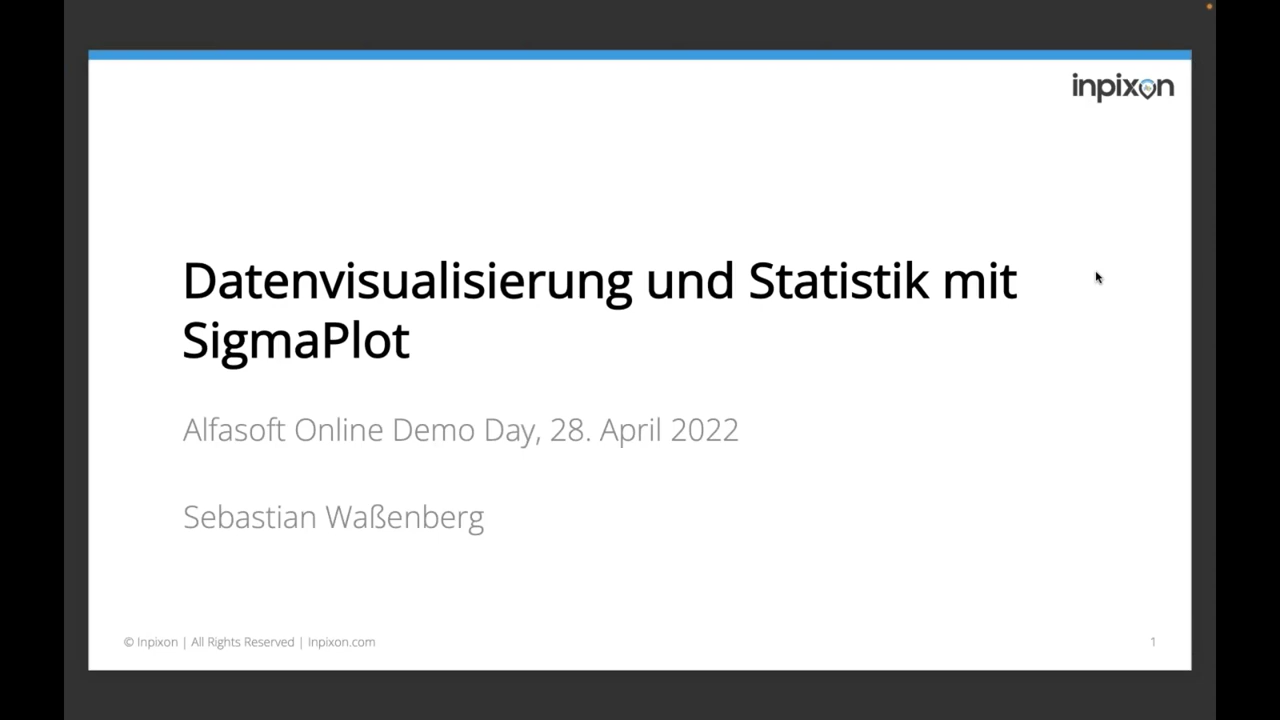 inpixon
Datenvisualisierung und Statistik mit
SigmaPlot
Alfasoft Online Demo Day, 28. April 2022
Sebastian Waßenberg
© Inpixon | All Rights Reserved | Inpixon.com
1